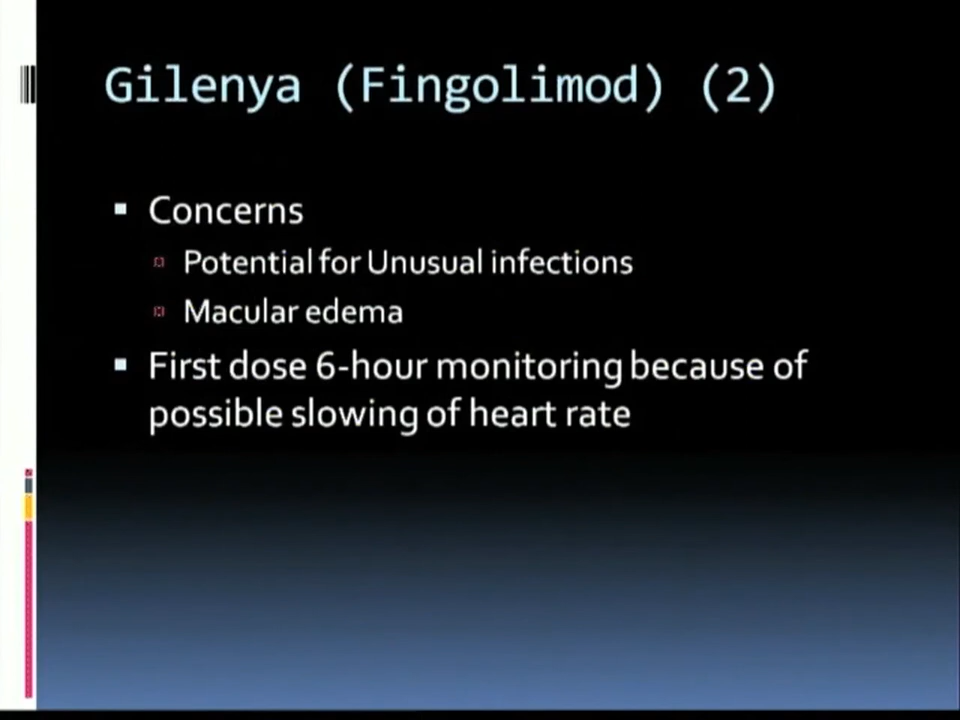 Gilenya (Fingolimod) (2)
Concerns
Potential for Unusual infections
Macular edema
First dose 6-hour monitoring because of
possible slowing of heart rate